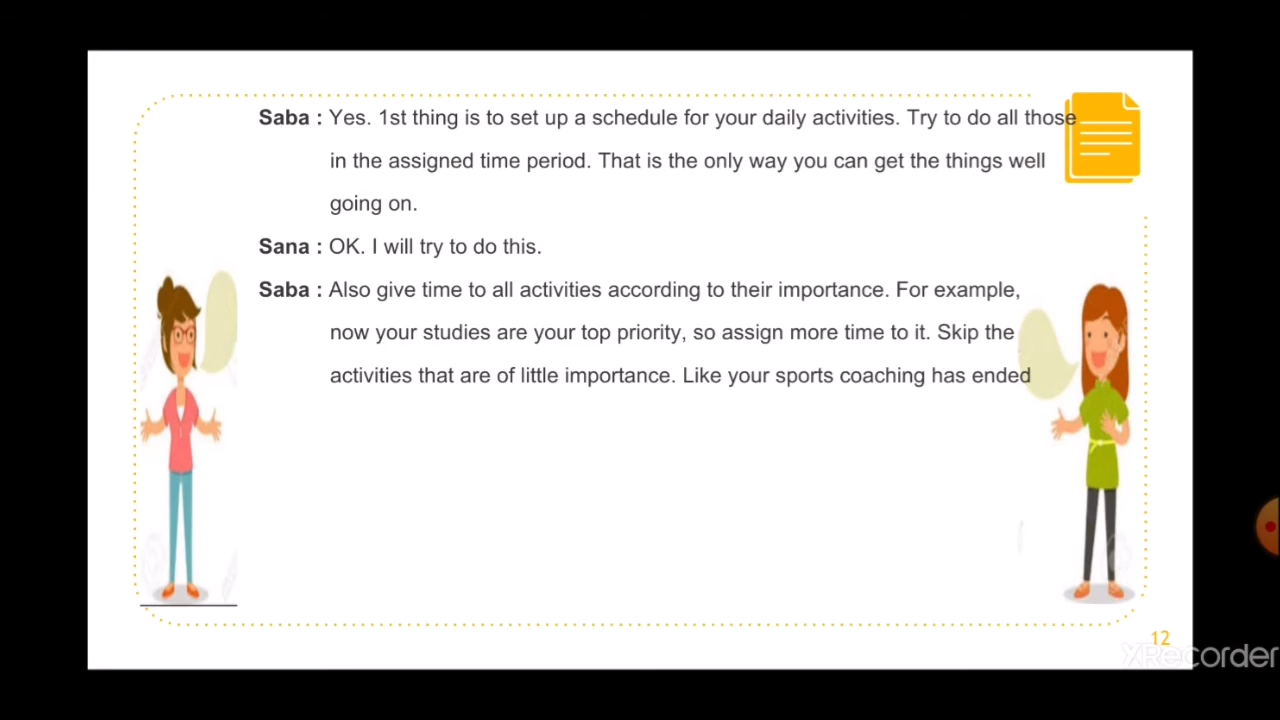 Saba : Yes. 1st thing is to set up a schedule for your daily activities. Try to do all those
in the assigned time period. That is the only way you can get the things well
going on.
Sana : OK. I will try to do this.
Saba : Also give time to all activities according to their importance. For example,
now your studies are your top priority, so assign more time to it. Skip the
activities that are of little importance. Like your sports coaching has ended
12
XRecorder